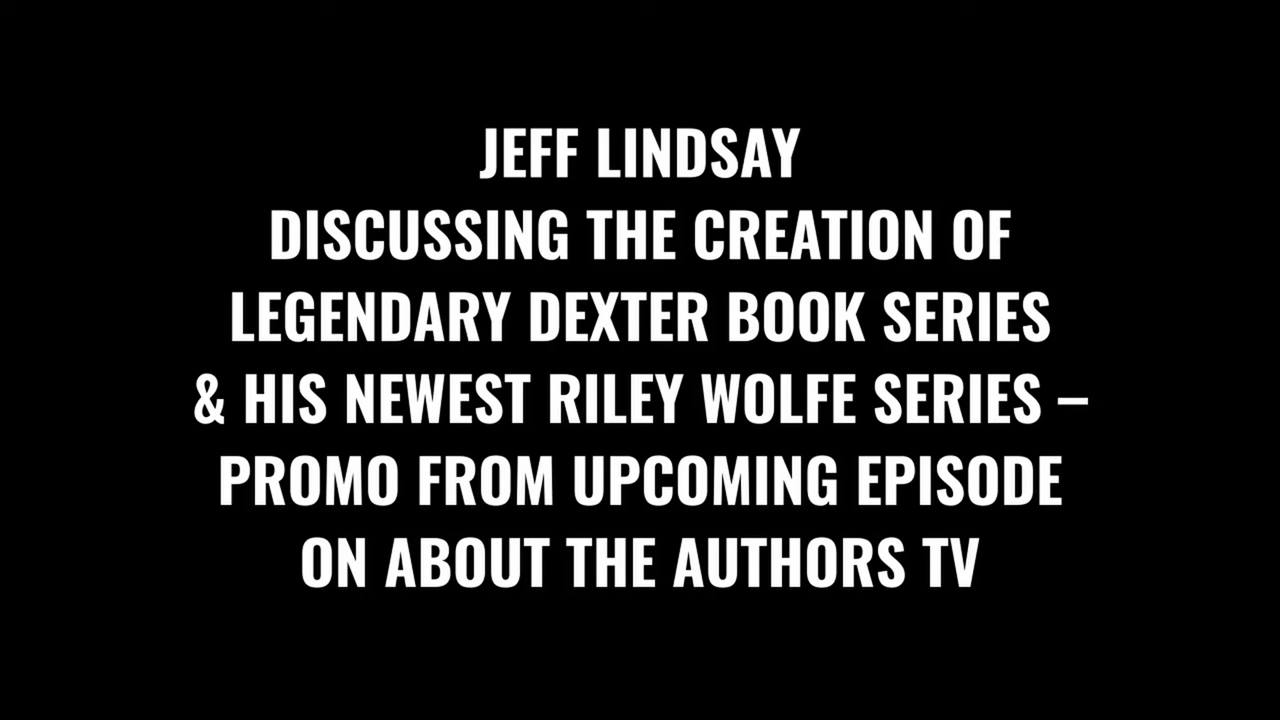 JEFF LINDSAY
DISCUSSING THE CREATION OF
LEGENDARY DEXTER BOOK SERIES
& HIS NEWEST RILEY WOLFE SERIES –
PROMO FROM UPCOMING EPISODE
ON ABOUT THE AUTHORS TV